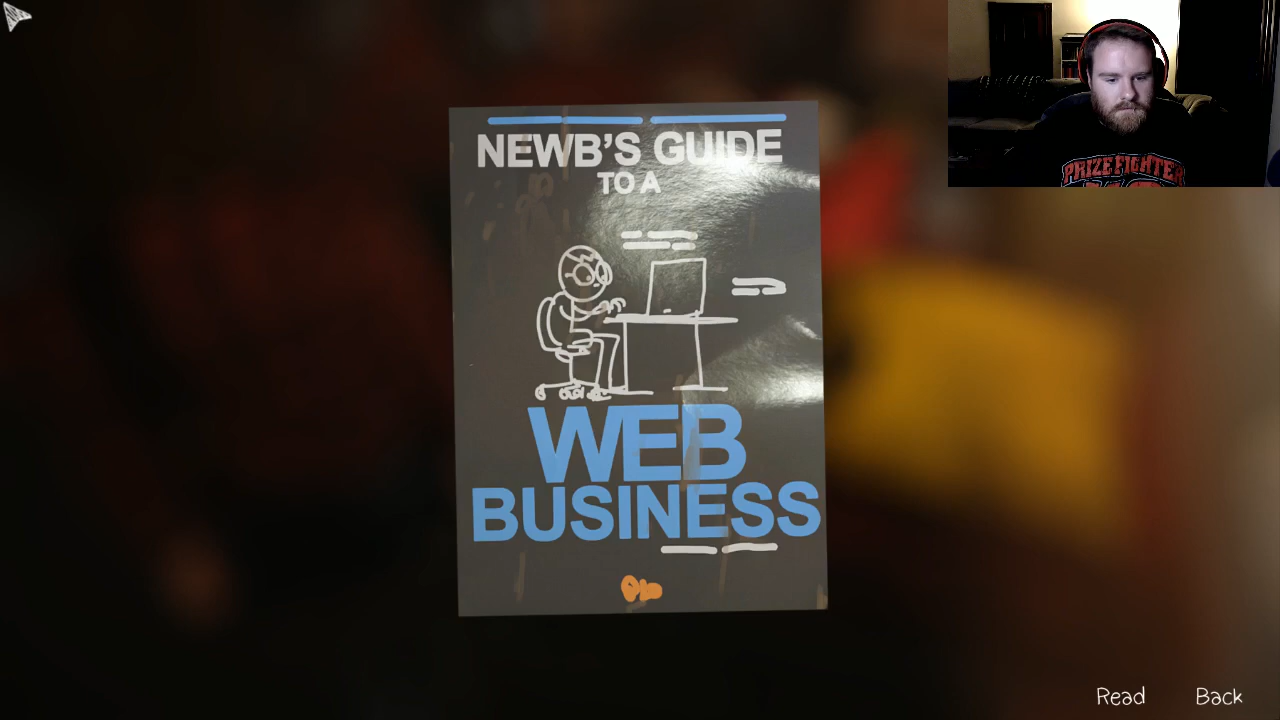 NEWB'S GUIDE
TO A
WEB
BUSINESS
PRIZE FIGHTER
Read
Back